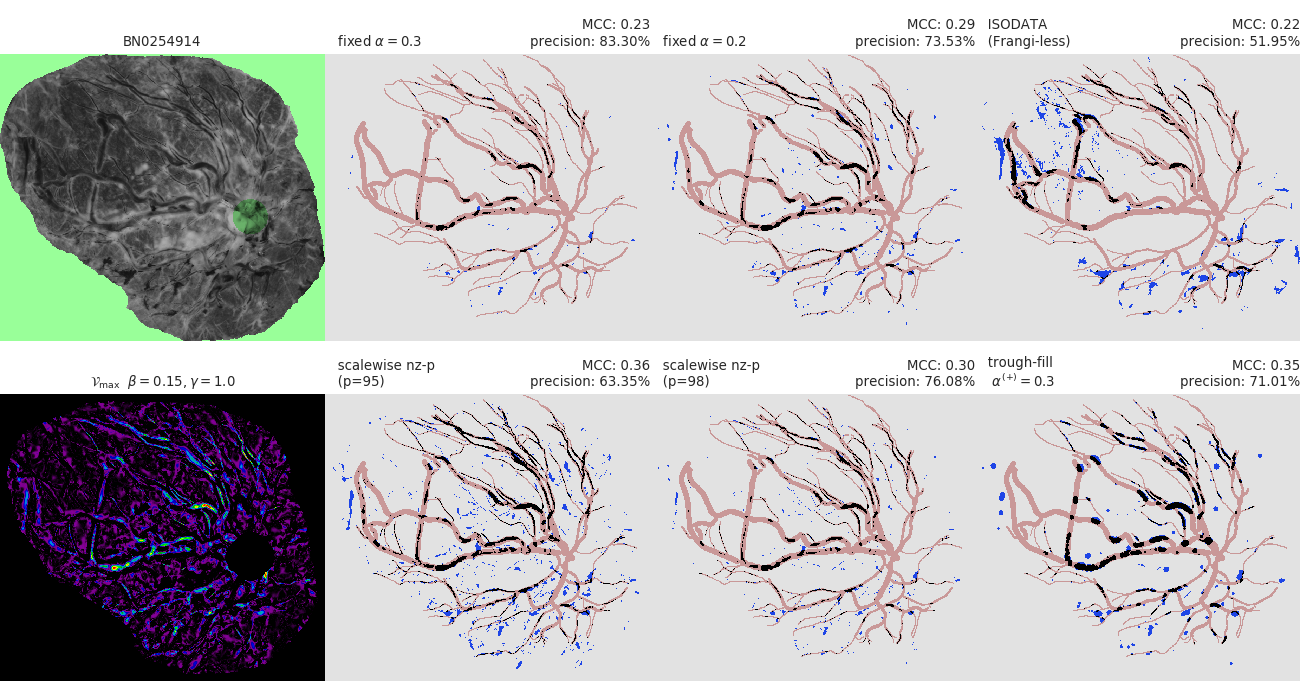 BN0254914
fixed α = 0.3
MCC: 0.23
precision: 83.30%
fixed α = 0.2
MCC: 0.29
precision: 73.53%
ISODATA
(Frangi-less)
MCC: 0.22
precision: 51.95%
𝒱max β = 0.15, γ = 1.0
scalewise nz-p
(p=95)
MCC: 0.36
precision: 63.35%
scalewise nz-p
(p=98)
MCC: 0.30
precision: 76.08%
trough-fill
α(+) = 0.3
MCC: 0.35
precision: 71.01%